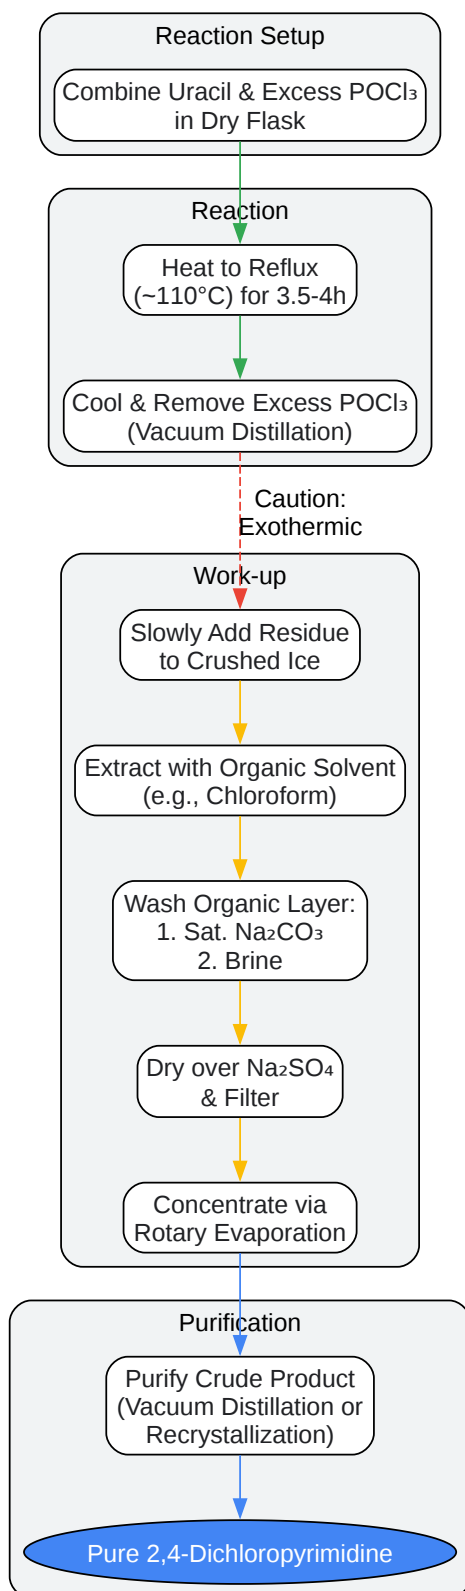 Reaction Setup
Combine Uracil & Excess POCl₃
in Dry Flask
Reaction
Heat to Reflux
(~110°C) for 3.5-4h
Cool & Remove Excess POCl₃
(Vacuum Distillation)
Caution:
Exothermic
Work-up
Slowly Add Residue
to Crushed Ice
Extract with Organic Solvent
(e.g., Chloroform)
Wash Organic Layer:
1. Sat. Na₂CO₃
2. Brine
Dry over Na₂SO₄
& Filter
Concentrate via
Rotary Evaporation
Purification
Purify Crude Product
(Vacuum Distillation or
Recrystallization)
Pure 2,4-Dichloropyrimidine